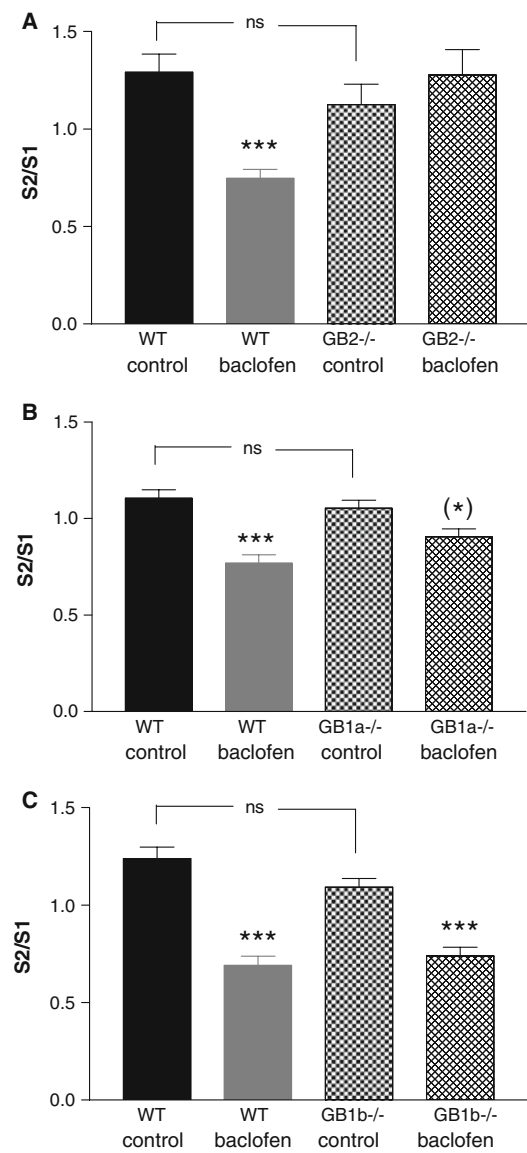 A
1.5
ns
1.0
***
S2/S1
0.5
0.0
WT WT GB2-/- GB2-/-
control baclofen control baclofen
B
1.5
ns
(*)
1.0
***
S2/S1
0.5
0.0
WT WT GB1a-/- GB1a-/-
control baclofen control baclofen
C
1.5
ns
1.0
*** ***
S2/S1
0.5
0.0
WT WT GB1b-/- GB1b-/-
control baclofen control baclofen